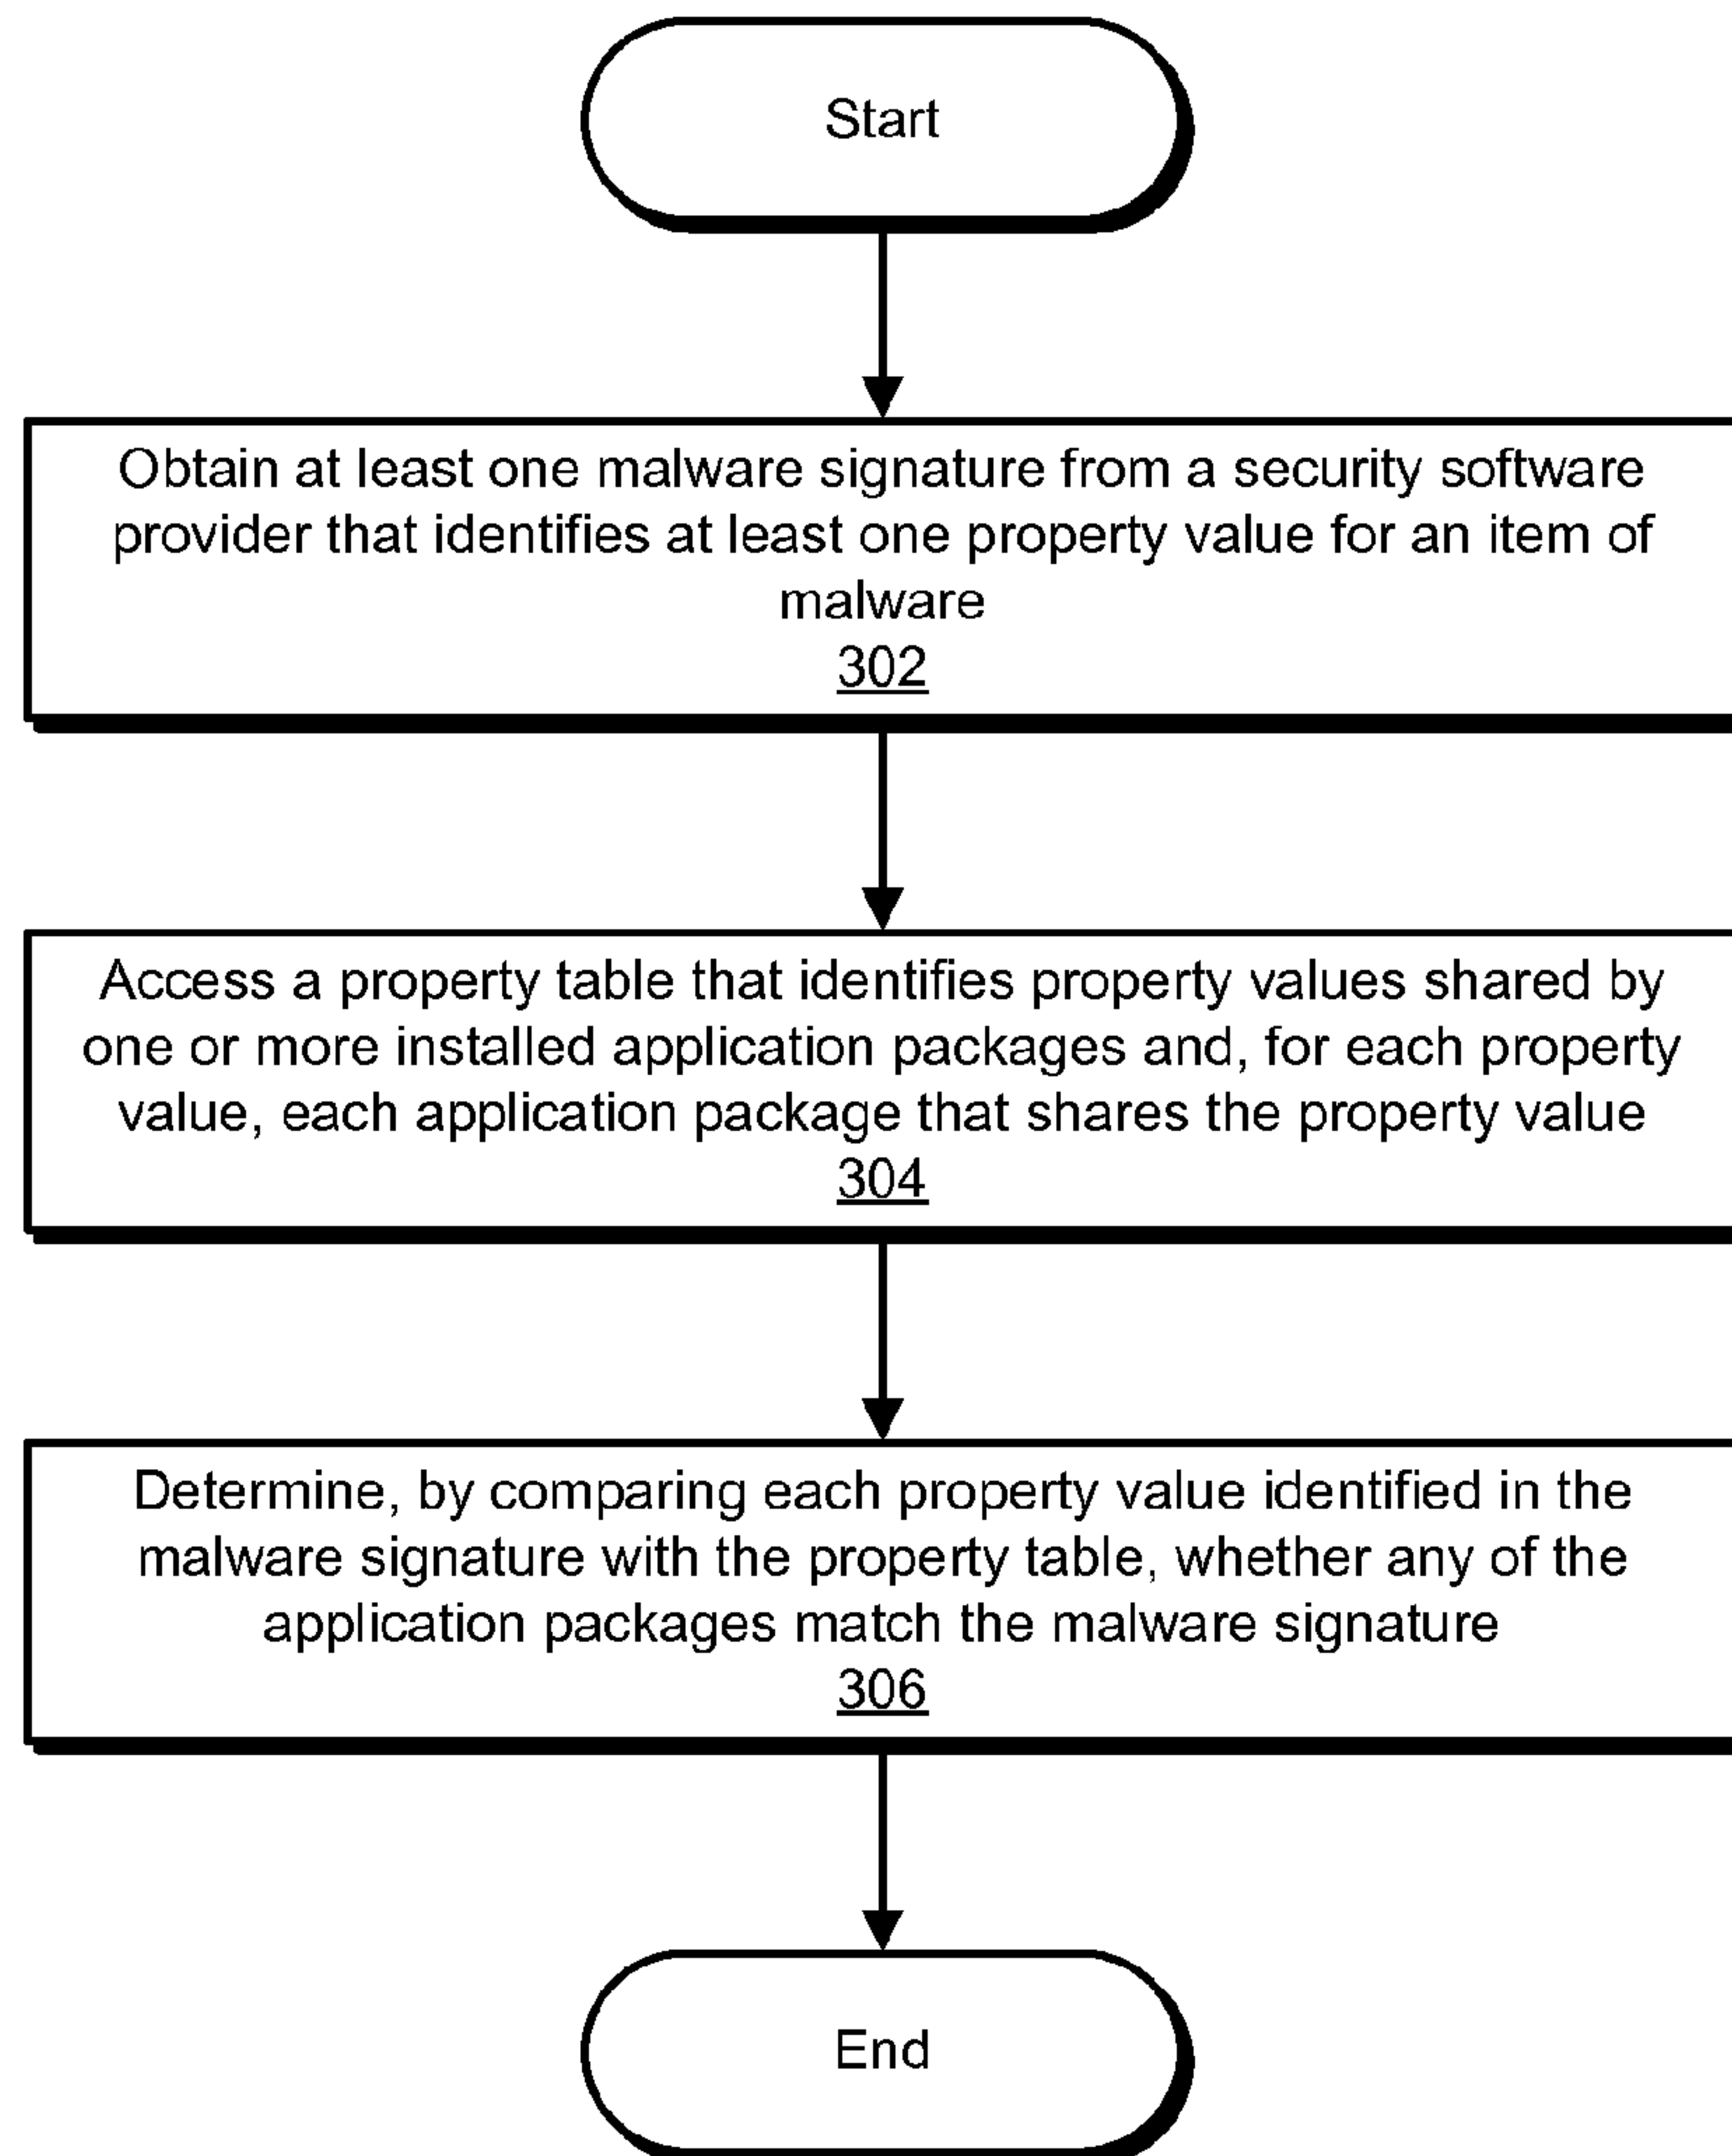 Start
Obtain at least one malware signature from a security software
provider that identifies at least one property value for an item of
malware
302
Access a property table that identifies property values shared by
one or more installed application packages and, for each property
value, each application package that shares the property value
304
Determine, by comparing each property value identified in the
malware signature with the property table, whether any of the
application packages match the malware signature
306
End